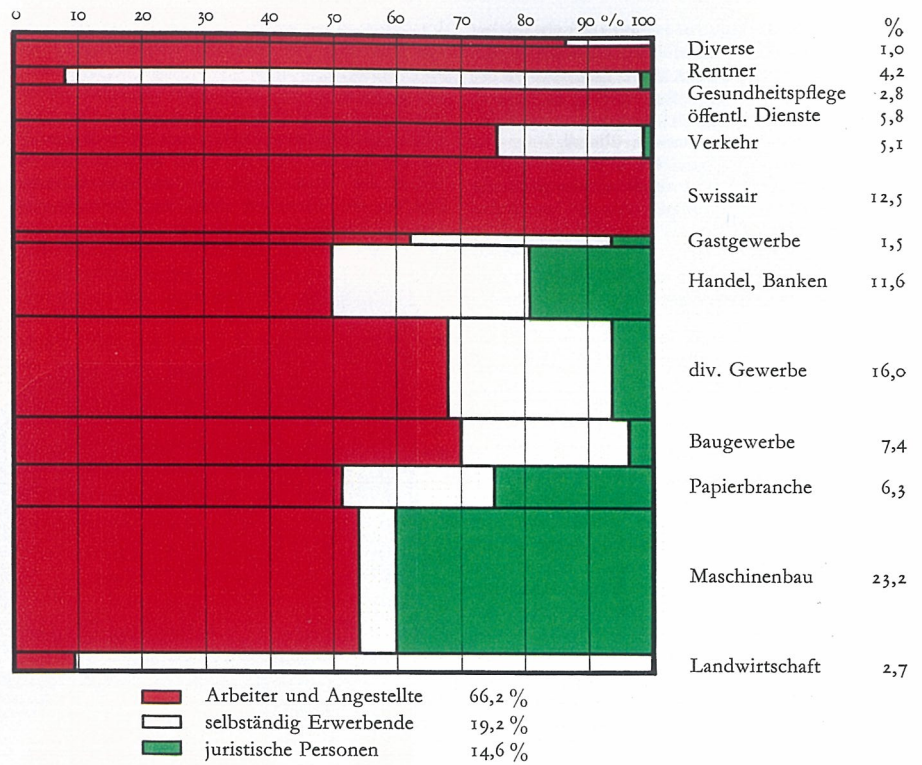 0 10 20 30 40 50 60 70 80 90 % 100
%
Diverse 1,0
Rentner 4,2
Gesundheitspflege 2,8
öffentl. Dienste 5,8
Verkehr 5,1
Swissair 12,5
Gastgewerbe 1,5
Handel, Banken 11,6
div. Gewerbe 16,0
Baugewerbe 7,4
Papierbranche 6,3
Maschinenbau 23,2
Landwirtschaft 2,7
Arbeiter und Angestellte 66,2 %
selbständig Erwerbende 19,2 %
juristische Personen 14,6 %